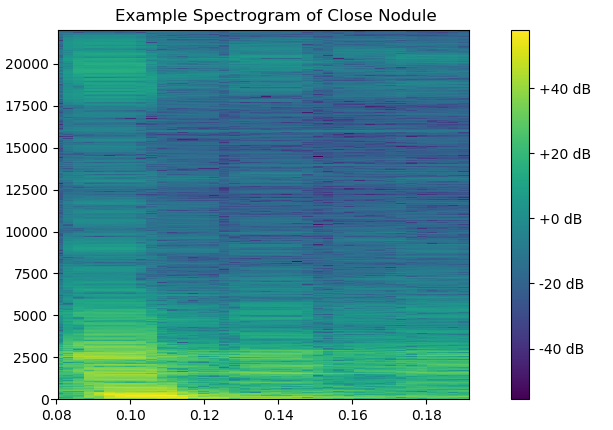 Example Spectrogram of Close Nodule
20000
17500
15000
12500
10000
7500
5000
2500
0
0.08 0.10 0.12 0.14 0.16 0.18
+40 dB
+20 dB
+0 dB
-20 dB
-40 dB